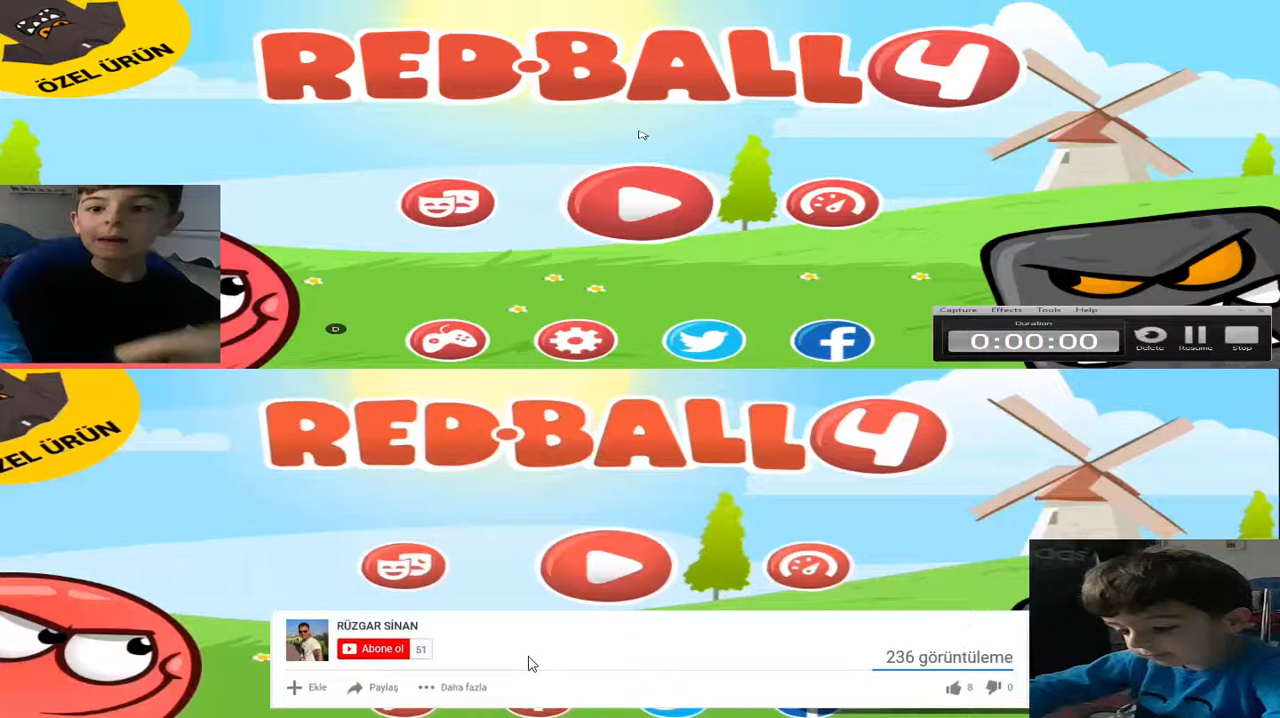 ÖZEL ÜRÜN
RED BALL 4
D
Capture Effects Tools Help
Duration
0:00:00
Delete Resume Stop
ZEL ÜRÜN
RED BALL 4
RÜZGAR SİNAN
Abone ol 51
236 görüntüleme
Ekle Paylaş Daha fazla
8 0